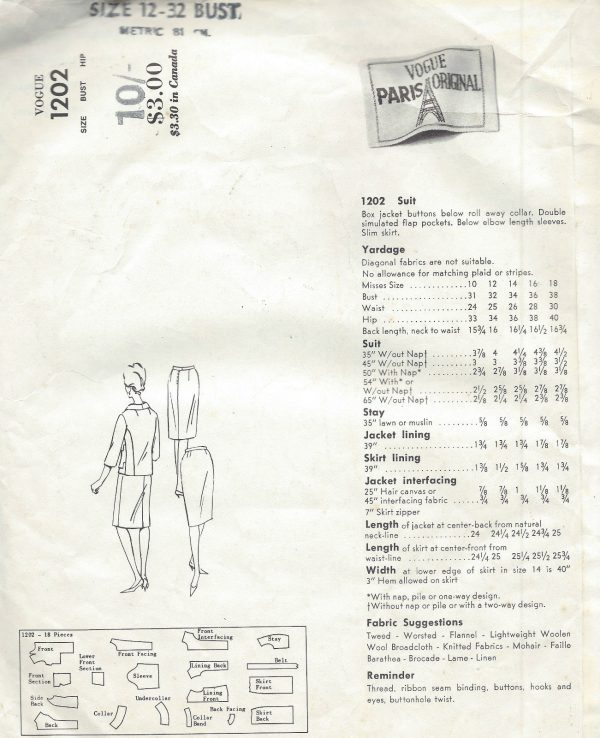 SIZE 12-32 BUST.
METRIC 81 CM.
VOGUE
1202
SIZE BUST HIP
10/-
$3.00
$3.30 in Canada
VOGUE
PARIS ORIGINAL
1202 Suit
Box jacket buttons below roll away collar. Double
simulated flap pockets. Below elbow length sleeves.
Slim skirt.
Yardage
Diagonal fabrics are not suitable.
No allowance for matching plaid or stripes.
Misses Size 10 12 14 16 18
Bust 31 32 34 36 38
Waist 24 25 26 28 30
Hip 33 34 36 38 40
Back length, neck to waist 15¾ 16 16¼ 16½ 16¾
Suit
35" W/out Nap† 3⅞ 4 4¼ 4⅜ 4½
45" W/out Nap† 3 3 3⅜ 3⅜ 3½
50" With Nap* 2¾ 2⅞ 3⅛ 3⅛ 3⅛
54" With* or
W/out Nap† 2½ 2⅝ 2⅝ 2⅞ 2⅞
65" W/out Nap† 2⅛ 2¼ 2¼ 2⅜ 2⅜
Stay
35" lawn or muslin ⅝ ⅝ ⅝ ⅝ ⅝
Jacket lining
39" 1¾ 1¾ 1¾ 1⅞ 1⅞
Skirt lining
39" 1⅜ 1½ 1⅝ 1¾ 1¾
Jacket interfacing
25" Hair canvas or ⅞ ⅞ 1 1⅛ 1⅛
45" interfacing fabric ¾ ¾ ¾ ¾ ¾
7" Skirt zipper
Length of jacket at center-back from natural
neck-line 24 24¼ 24½ 24¾ 25
Length of skirt at center-front from
waist-line 24¼ 25 25¼ 25½ 25¾
Width at lower edge of skirt in size 14 is 40"
3" Hem allowed on skirt
*With nap, pile or one-way design.
†Without nap or pile or with a two-way design.
Fabric Suggestions
Tweed - Worsted - Flannel - Lightweight Woolen
Wool Broadcloth - Knitted Fabrics - Mohair - Faille
Barathea - Brocade - Lame - Linen
Reminder
Thread, ribbon seam binding, buttons, hooks and
eyes, buttonhole twist.
1202 - 18 Pieces
Front
Lower
Front
Section
Front Facing
Front
Interfacing
Stay
Front
Section
Sleeve
Lining Back
Belt
Skirt
Front
Side
Back
Back
Collar
Undercollar
Lining
Front
Collar
Band
Back Facing
Skirt
Back